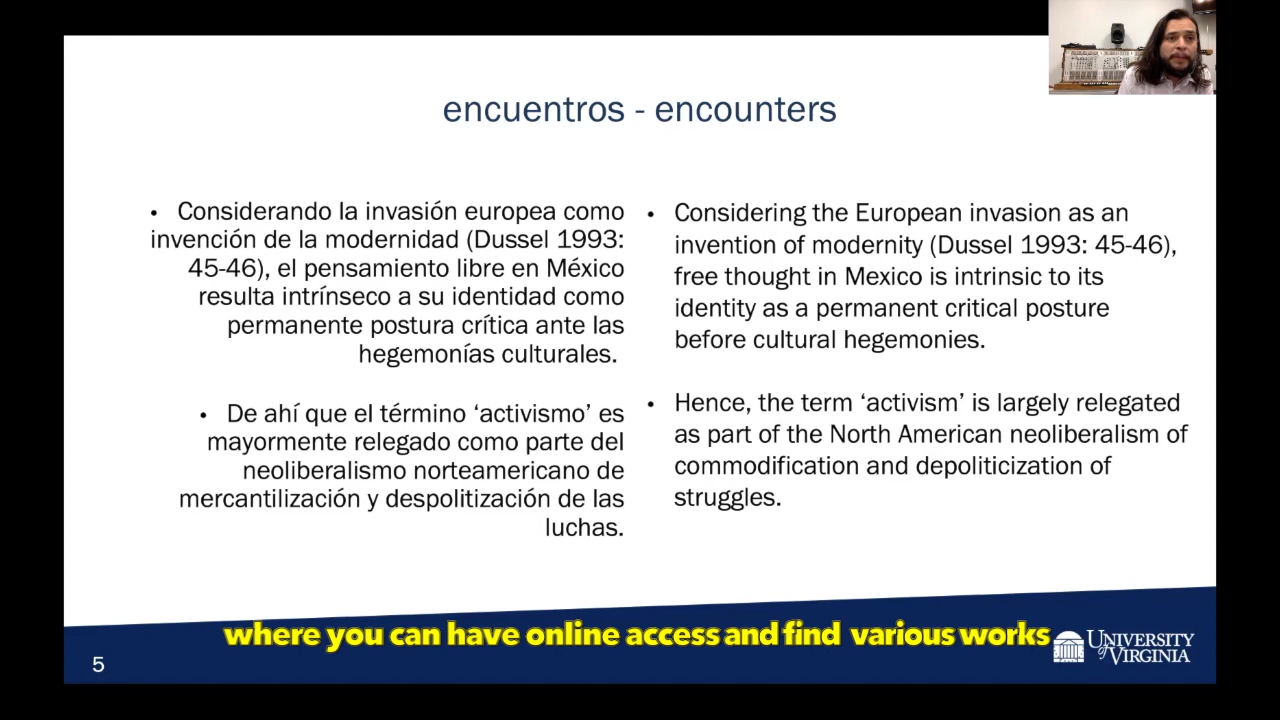 encuentros - encounters
• Considerando la invasión europea como
invención de la modernidad (Dussel 1993:
45-46), el pensamiento libre en México
resulta intrínseco a su identidad como
permanente postura crítica ante las
hegemonías culturales.
• De ahí que el término ‘activismo’ es
mayormente relegado como parte del
neoliberalismo norteamericano de
mercantilización y despolitización de las
luchas.
• Considering the European invasion as an
invention of modernity (Dussel 1993: 45-46),
free thought in Mexico is intrinsic to its
identity as a permanent critical posture
before cultural hegemonies.
• Hence, the term ‘activism’ is largely relegated
as part of the North American neoliberalism of
commodification and depoliticization of
struggles.
where you can have online access and find various works
5
UNIVERSITY
of VIRGINIA